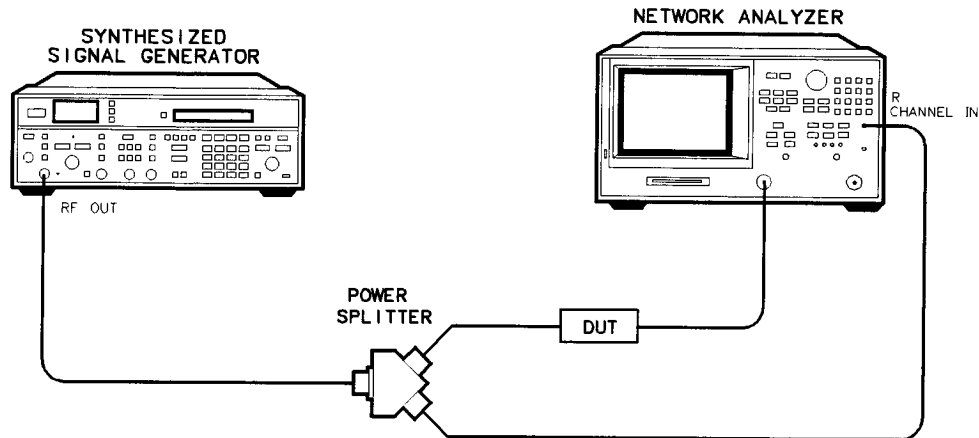 SYNTHESIZED
SIGNAL GENERATOR
NETWORK ANALYZER
R
CHANNEL IN
RF OUT
POWER
SPLITTER
DUT